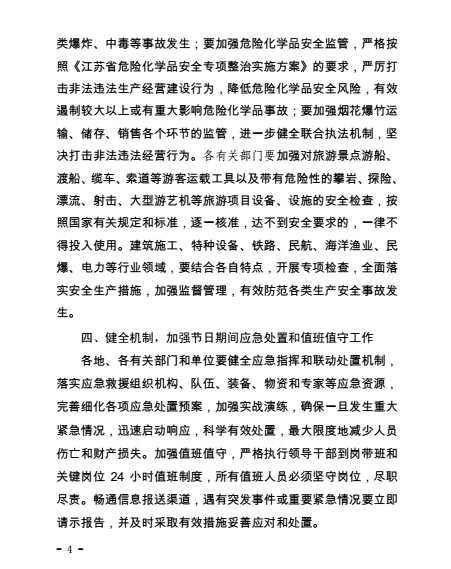 类爆炸、中毒等事故发生；要加强危险化学品安全监管，严格按
照《江苏省危险化学品安全专项整治实施方案》的要求，严厉打
击非法违法生产经营建设行为，降低危险化学品安全风险，有效
遏制较大以上或有重大影响危险化学品事故；要加强烟花爆竹运
输、储存、销售各个环节的监管，进一步健全联合执法机制，坚
决打击非法违法经营行为。各有关部门要加强对旅游景点游船、
渡船、缆车、索道等游客运载工具以及带有危险性的攀岩、探险、
漂流、射击、大型游艺机等旅游项目设备、设施的安全检查，按
照国家有关规定和标准，逐一核准，达不到安全要求的，一律不
得投入使用。建筑施工、特种设备、铁路、民航、海洋渔业、民
爆、电力等行业领域，要结合各自特点，开展专项检查，全面落
实安全生产措施，加强监督管理，有效防范各类生产安全事故发
生。
四、健全机制，加强节日期间应急处置和值班值守工作
各地、各有关部门和单位要健全应急指挥和联动处置机制，
落实应急救援组织机构、队伍、装备、物资和专家等应急资源，
完善细化各项应急处置预案，加强实战演练，确保一旦发生重大
紧急情况，迅速启动响应，科学有效处置，最大限度地减少人员
伤亡和财产损失。加强值班值守，严格执行领导干部到岗带班和
关键岗位 24 小时值班制度，所有值班人员必须坚守岗位，尽职
尽责。畅通信息报送渠道，遇有突发事件或重要紧急情况要立即
请示报告，并及时采取有效措施妥善应对和处置。
- 4 -